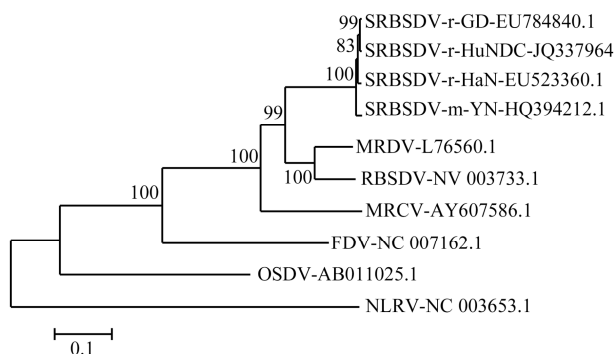 99
SRBSDV-r-GD-EU784840.1
83
SRBSDV-r-HuNDC-JQ337964
100
SRBSDV-r-HaN-EU523360.1
SRBSDV-m-YN-HQ394212.1
99
MRDV-L76560.1
100
100
RBSDV-NV 003733.1
100
MRCV-AY607586.1
FDV-NC 007162.1
OSDV-AB011025.1
NLRV-NC 003653.1
0.1